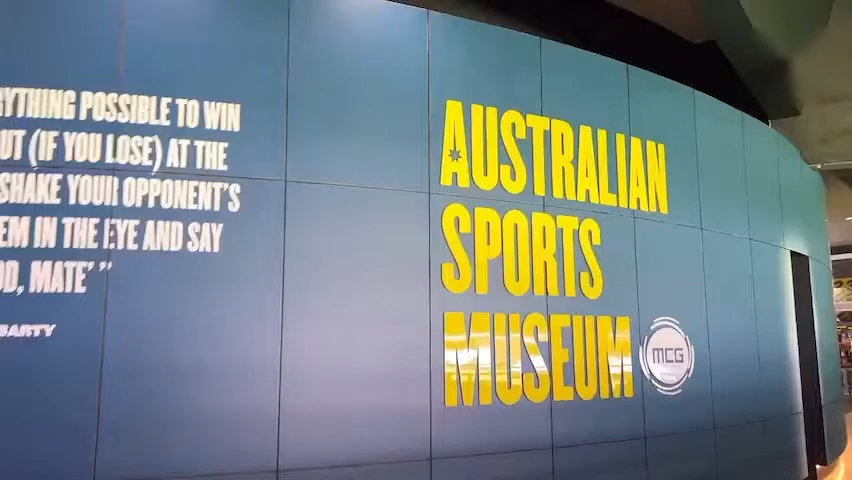 YTHING POSSIBLE TO WIN
UT (IF YOU LOSE) AT THE
SHAKE YOUR OPPONENT'S
EM IN THE EYE AND SAY
OD, MATE' "
BARTY
AUSTRALIAN
SPORTS
MUSEUM
MCG